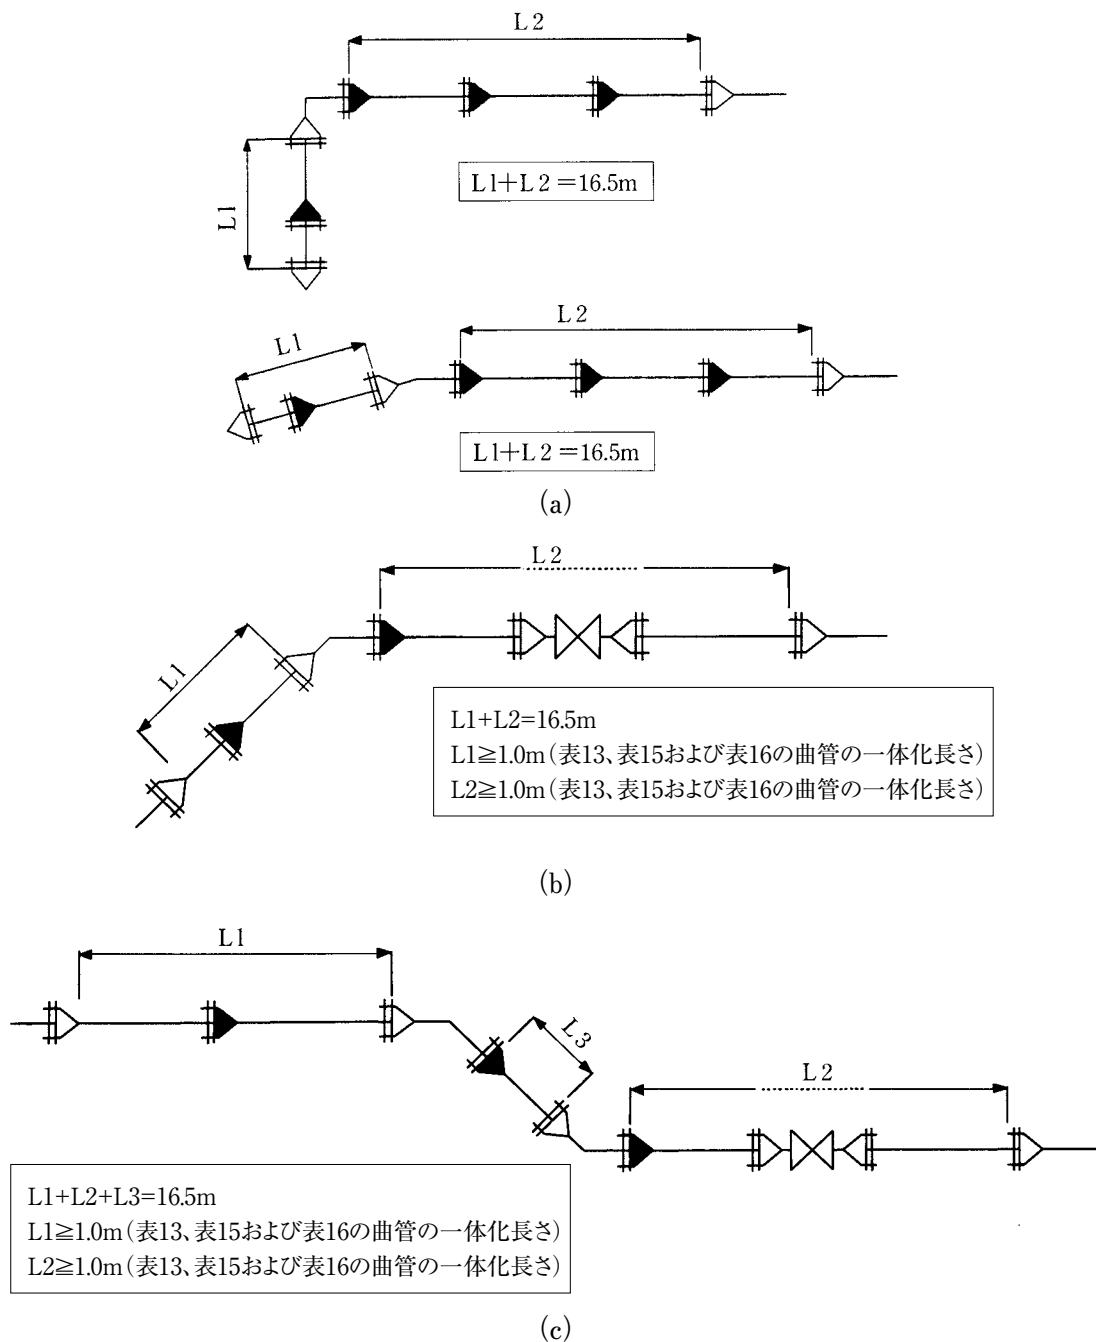 L2
L1
L1+L2=16.5m
L2
L1
L1+L2=16.5m
(a)
L2
L1
L1+L2=16.5m
L1≧1.0m(表13、表15および表16の曲管の一体化長さ)
L2≧1.0m(表13、表15および表16の曲管の一体化長さ)
(b)
L1
L3
L2
L1+L2+L3=16.5m
L1≧1.0m(表13、表15および表16の曲管の一体化長さ)
L2≧1.0m(表13、表15および表16の曲管の一体化長さ)
(c)